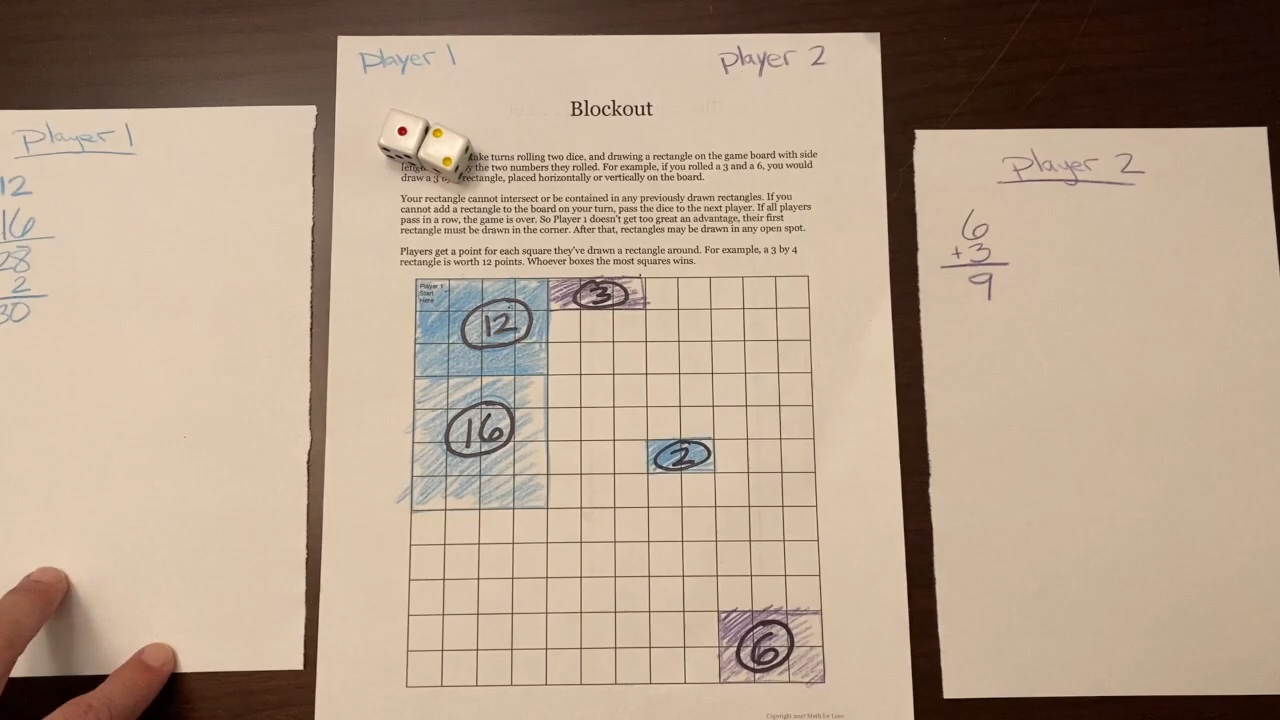 Player 1
Player 2
Blockout
take turns rolling two dice, and drawing a rectangle on the game board with side
the two numbers they rolled. For example, if you rolled a 3 and a 6, you would
draw a 3 rectangle, placed horizontally or vertically on the board.
Your rectangle cannot intersect or be contained in any previously drawn rectangles. If you
cannot add a rectangle to the board on your turn, pass the dice to the next player. If all players
pass in a row, the game is over. So Player 1 doesn't get too great an advantage, their first
rectangle must be drawn in the corner. After that, rectangles may be drawn in any open spot.
Players get a point for each square they've drawn a rectangle around. For example, a 3 by 4
rectangle is worth 12 points. Whoever boxes the most squares wins.
Player 1
Start
Here
12
3
16
2
6
Copyright 2017 Math for Love
Player 1
12
16
28
2
30
Player 2
6
+3
9